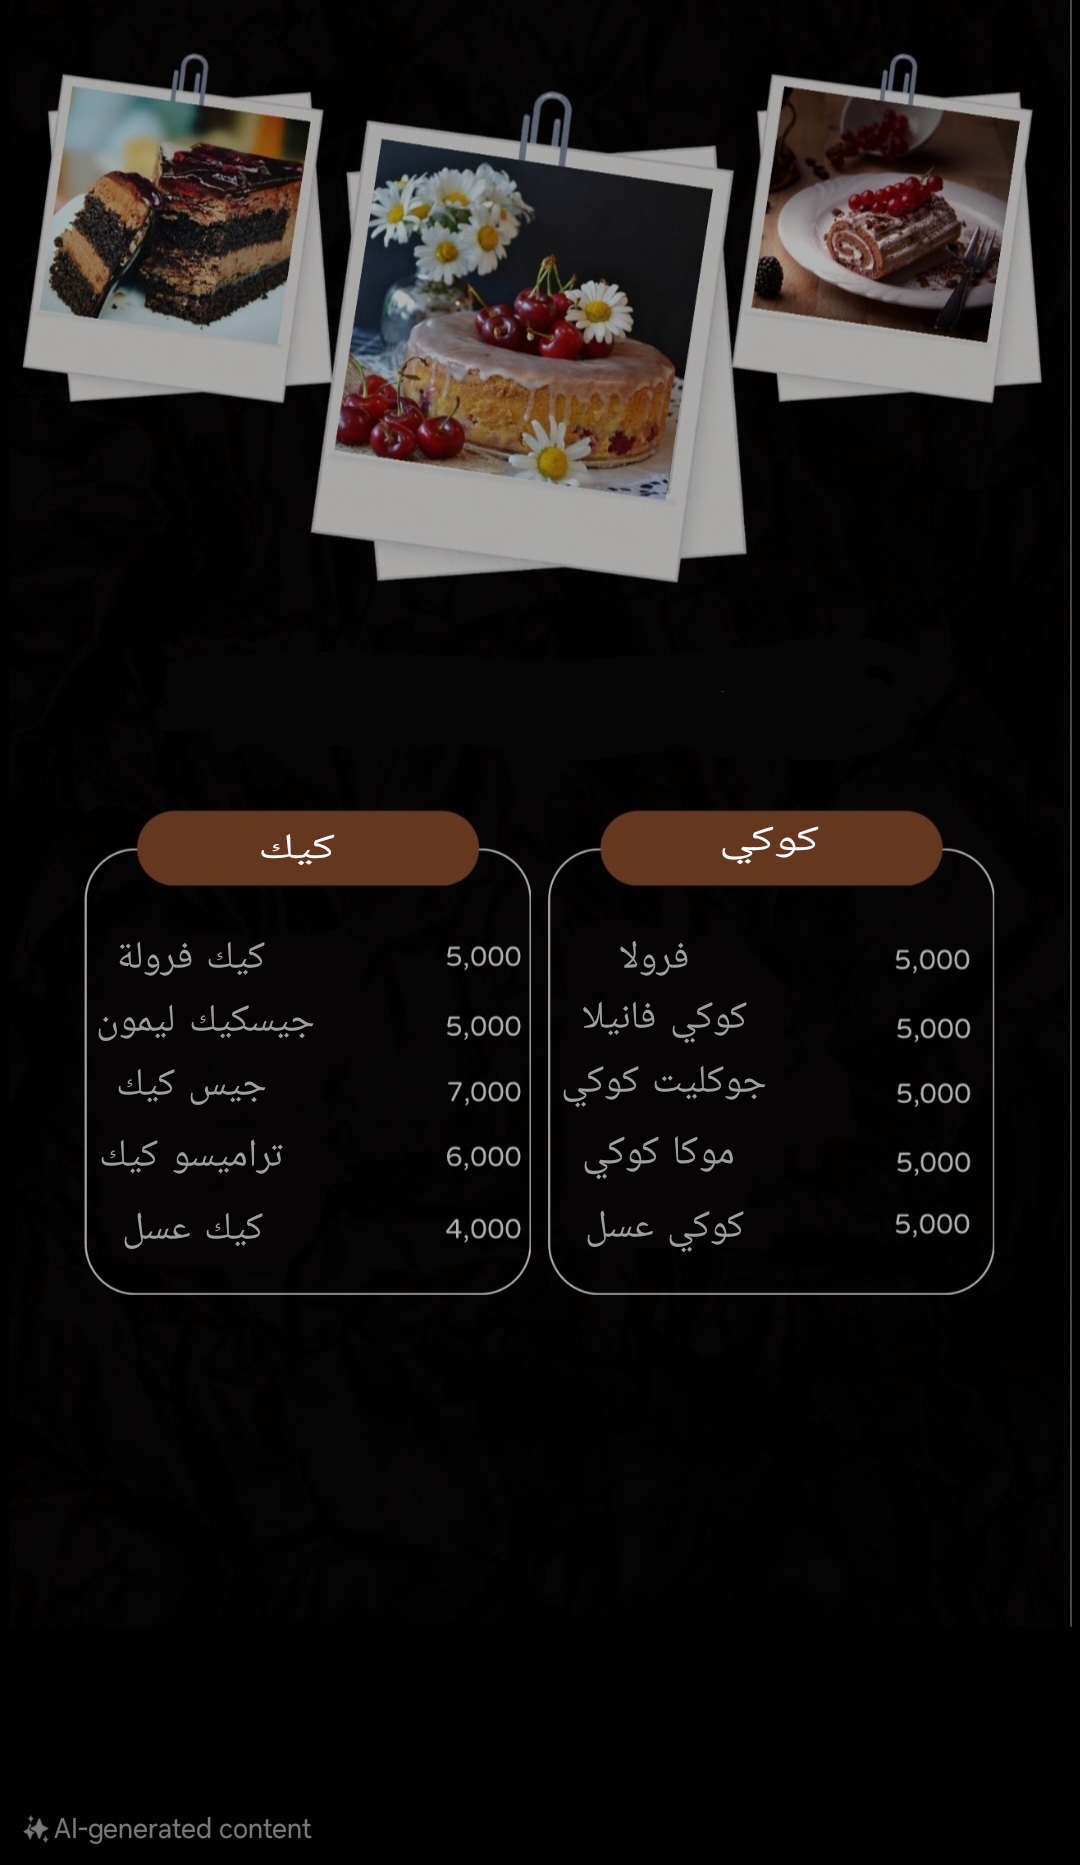 كوكي
فرولا 5,000
كوكي فانيلا 5,000
جوكليت كوكي 5,000
موكا كوكي 5,000
كوكي عسل 5,000
كيك
كيك فرولة 5,000
جيسكيك ليمون 5,000
جيس كيك 7,000
تراميسو كيك 6,000
كيك عسل 4,000
AI-generated content